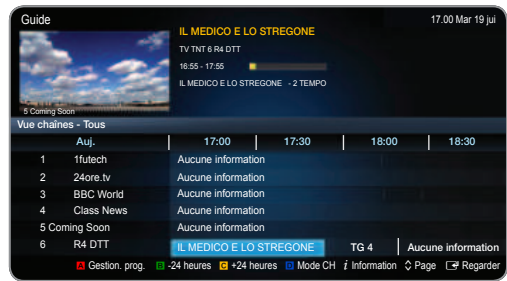 Guide
17.00 Mar 19 jui
IL MEDICO E LO STREGONE
TV TNT 6 R4 DTT
16:55 - 17:55
IL MEDICO E LO STREGONE - 2 TEMPO
5 Coming Soon
Vue chaînes - Tous
Auj. 17:00 17:30 18:00 18:30
1 1futech Aucune information
2 24ore.tv Aucune information
3 BBC World Aucune information
4 Class News Aucune information
5 Coming Soon Aucune information
6 R4 DTT IL MEDICO E LO STREGONE TG 4 Aucune information
A Gestion. prog. B -24 heures C +24 heures D Mode CH i Information Page Regarder